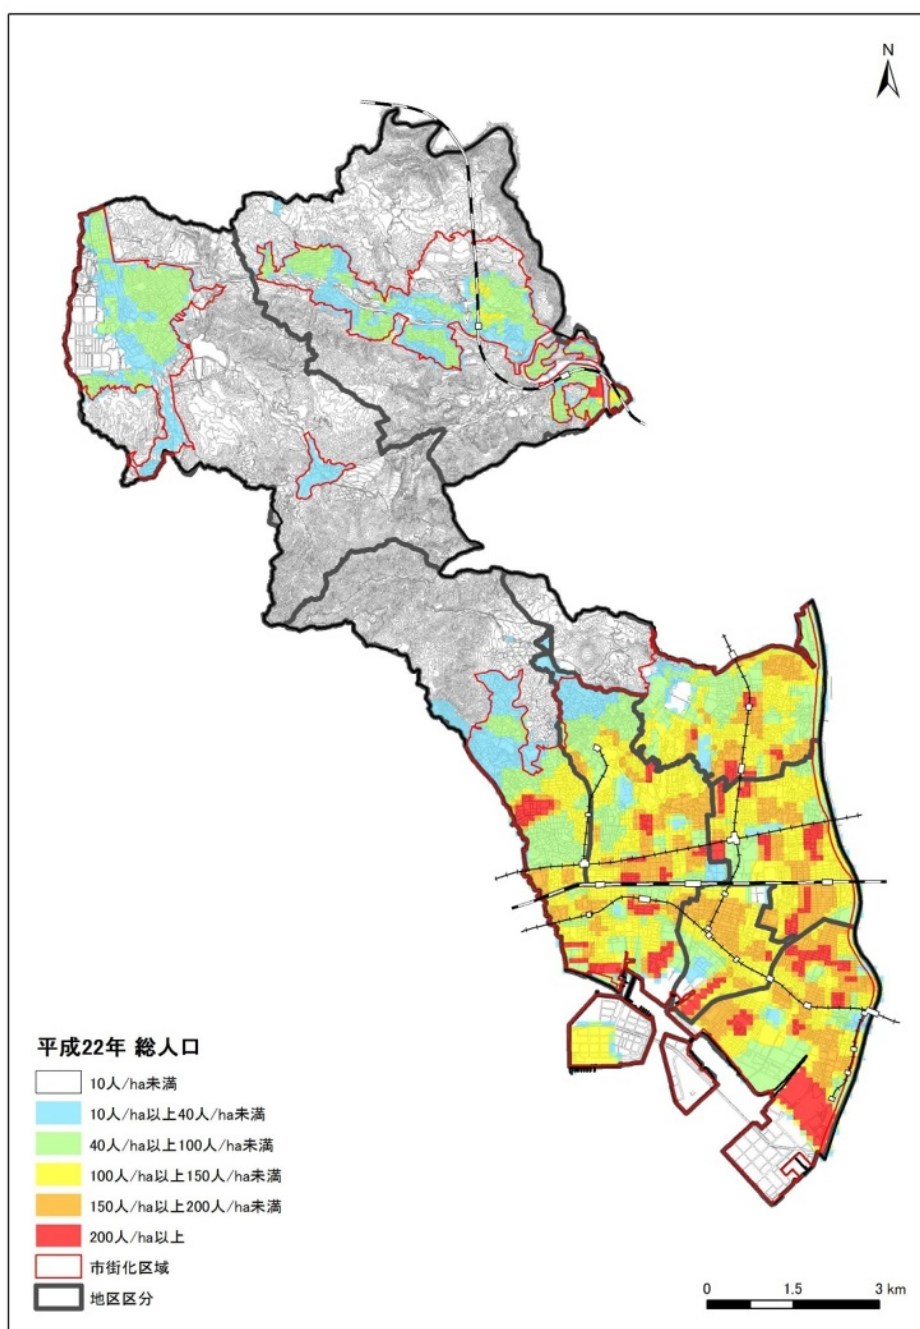 N
平成22年 総人口
10人/ha未満
10人/ha以上40人/ha未満
40人/ha以上100人/ha未満
100人/ha以上150人/ha未満
150人/ha以上200人/ha未満
200人/ha以上
市街化区域
地区区分
0 1.5 3 km